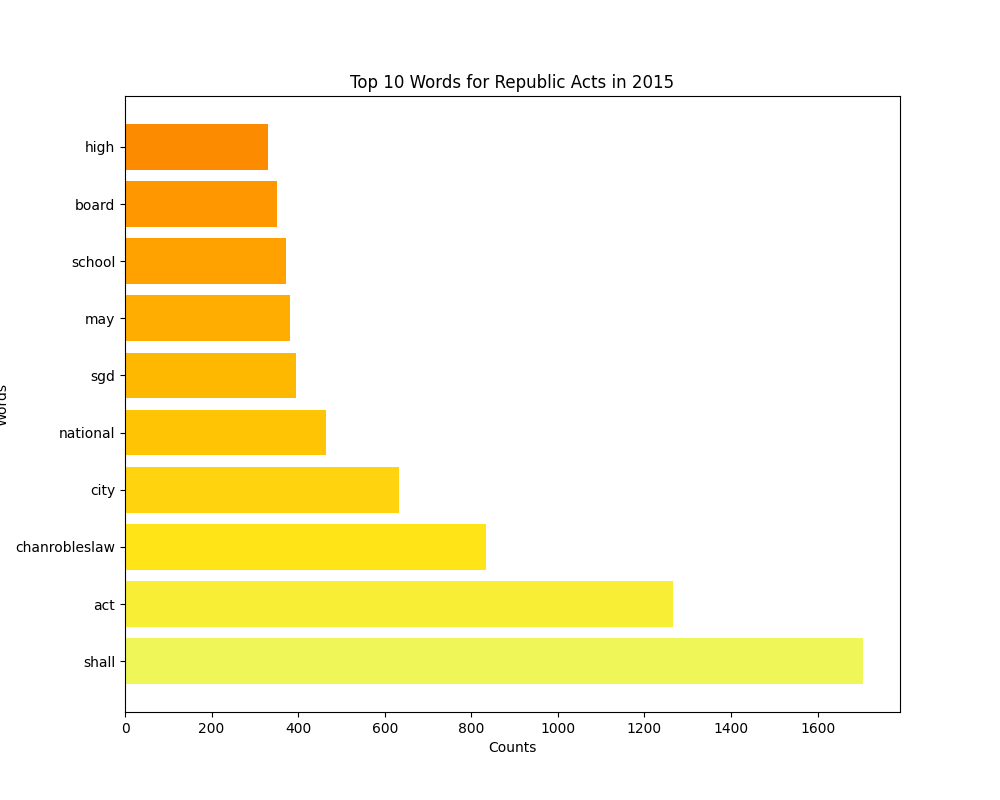 Top 10 Words for Republic Acts in 2015
high
board
school
may
sgd
national
city
chanrobleslaw
act
shall
Words
0 200 400 600 800 1000 1200 1400 1600
Counts